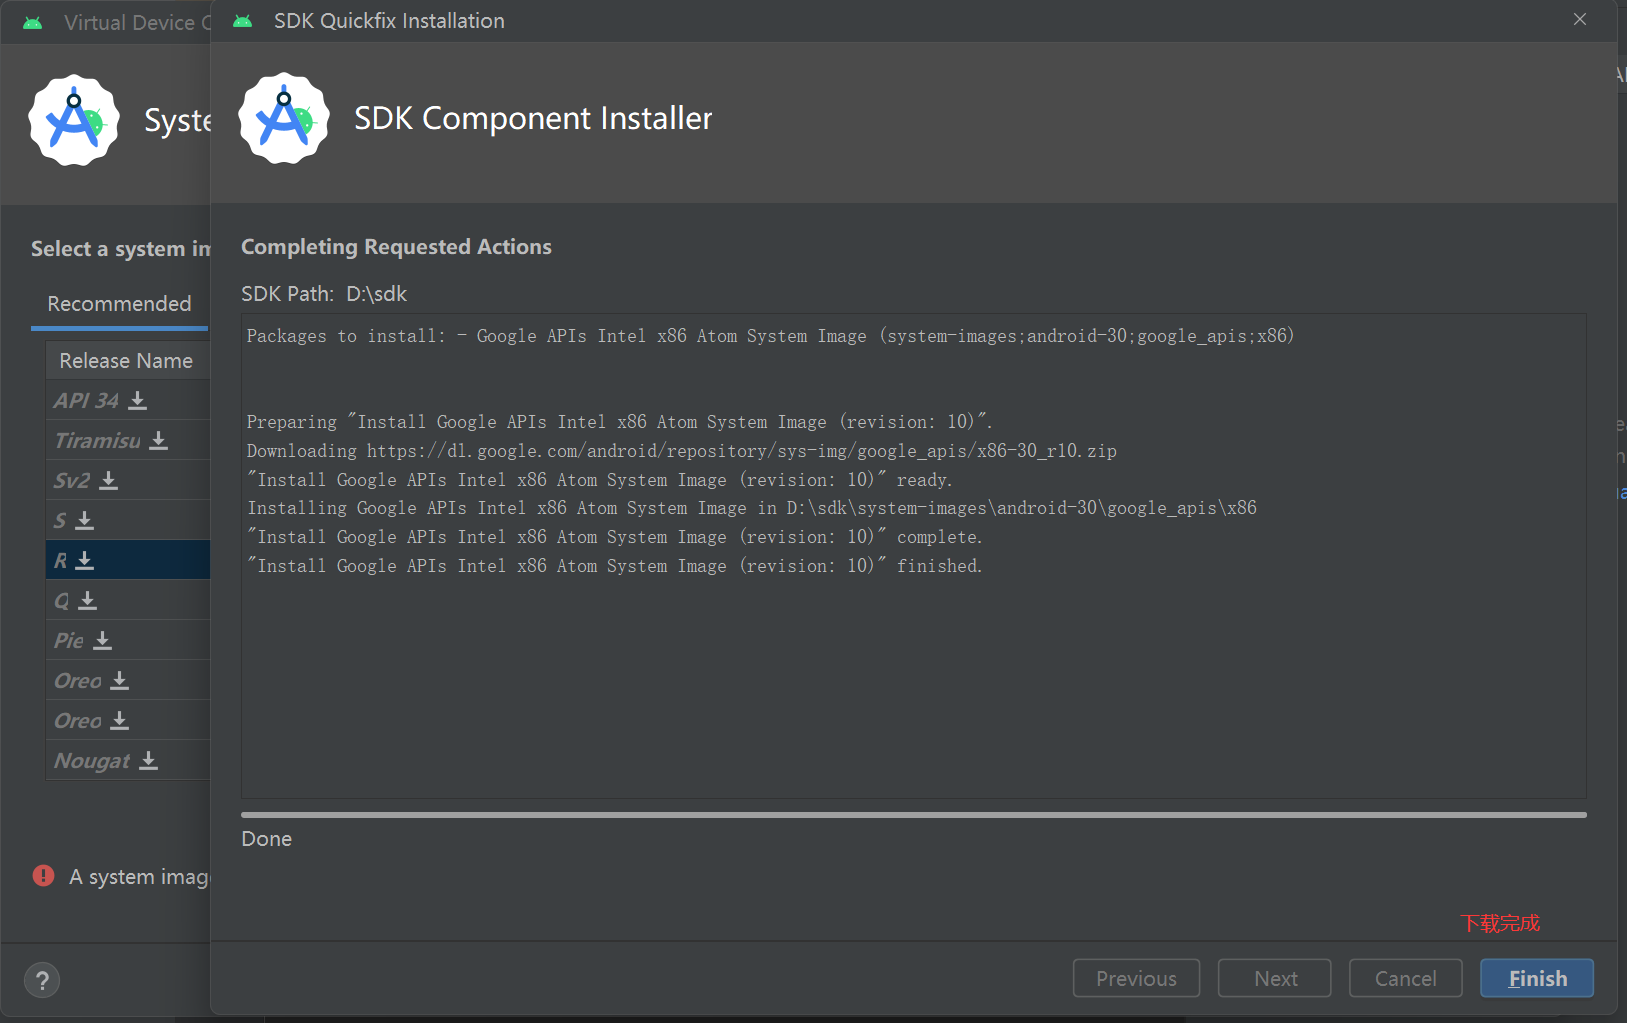 Virtual Device C
SDK Quickfix Installation
Syste
SDK Component Installer
Select a system im
Recommended
Release Name
API 34
Tiramisu
Sv2
S
R
Q
Pie
Oreo
Oreo
Nougat
A system imag
?
Completing Requested Actions
SDK Path: D:\sdk
Packages to install: - Google APIs Intel x86 Atom System Image (system-images;android-30;google_apis;x86)
Preparing "Install Google APIs Intel x86 Atom System Image (revision: 10)".
Downloading https://dl.google.com/android/repository/sys-img/google_apis/x86-30_r10.zip
"Install Google APIs Intel x86 Atom System Image (revision: 10)" ready.
Installing Google APIs Intel x86 Atom System Image in D:\sdk\system-images\android-30\google_apis\x86
"Install Google APIs Intel x86 Atom System Image (revision: 10)" complete.
"Install Google APIs Intel x86 Atom System Image (revision: 10)" finished.
Done
下载完成
Previous
Next
Cancel
Finish